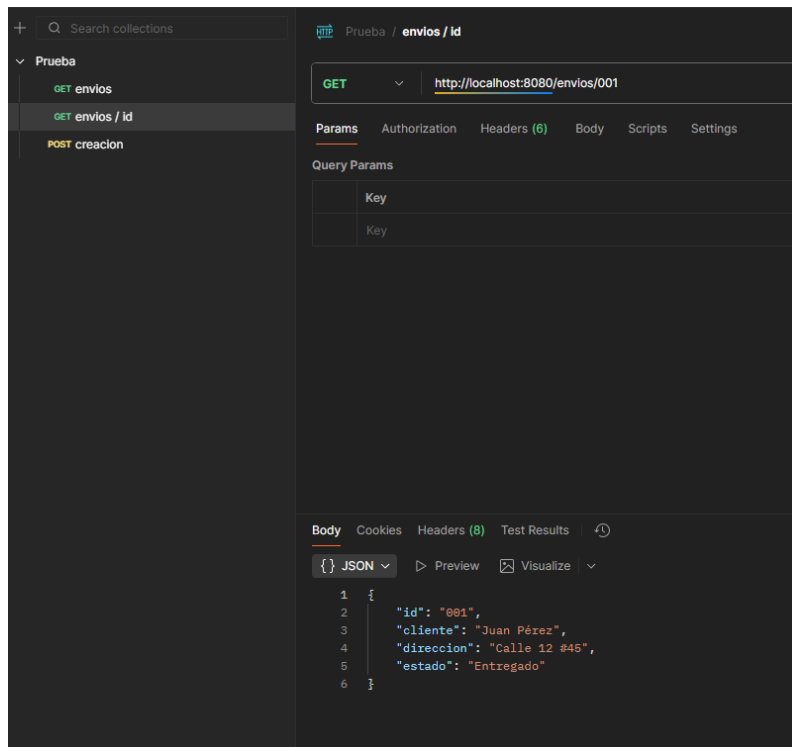 + Search collections
Prueba
GET envios
GET envios / id
POST creacion
HTTP Prueba / envios / id
GET http://localhost:8080/envios/001
Params Authorization Headers (6) Body Scripts Settings
Query Params
Key
Key
Body Cookies Headers (8) Test Results
{} JSON Preview Visualize
1 {
2 "id": "001",
3 "cliente": "Juan Pérez",
4 "direccion": "Calle 12 #45",
5 "estado": "Entregado"
6 }